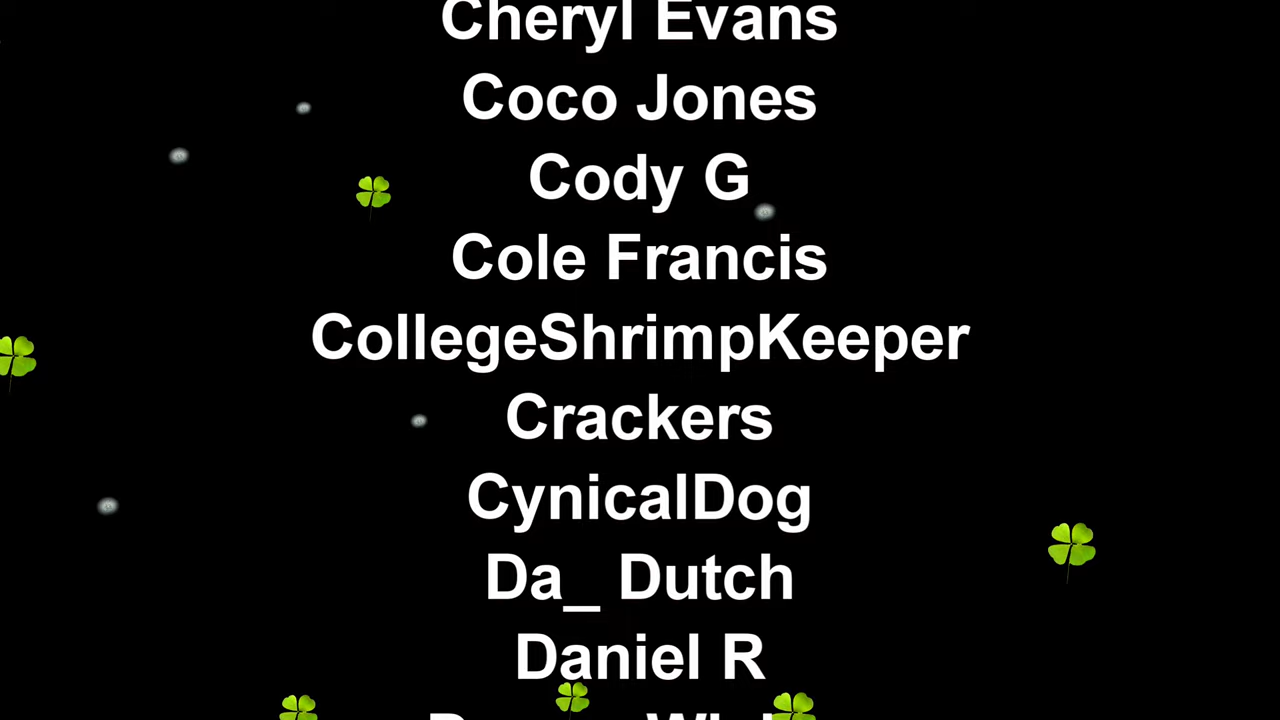 Cheryl Evans
Coco Jones
Cody G
Cole Francis
CollegeShrimpKeeper
Crackers
CynicalDog
Da_ Dutch
Daniel R